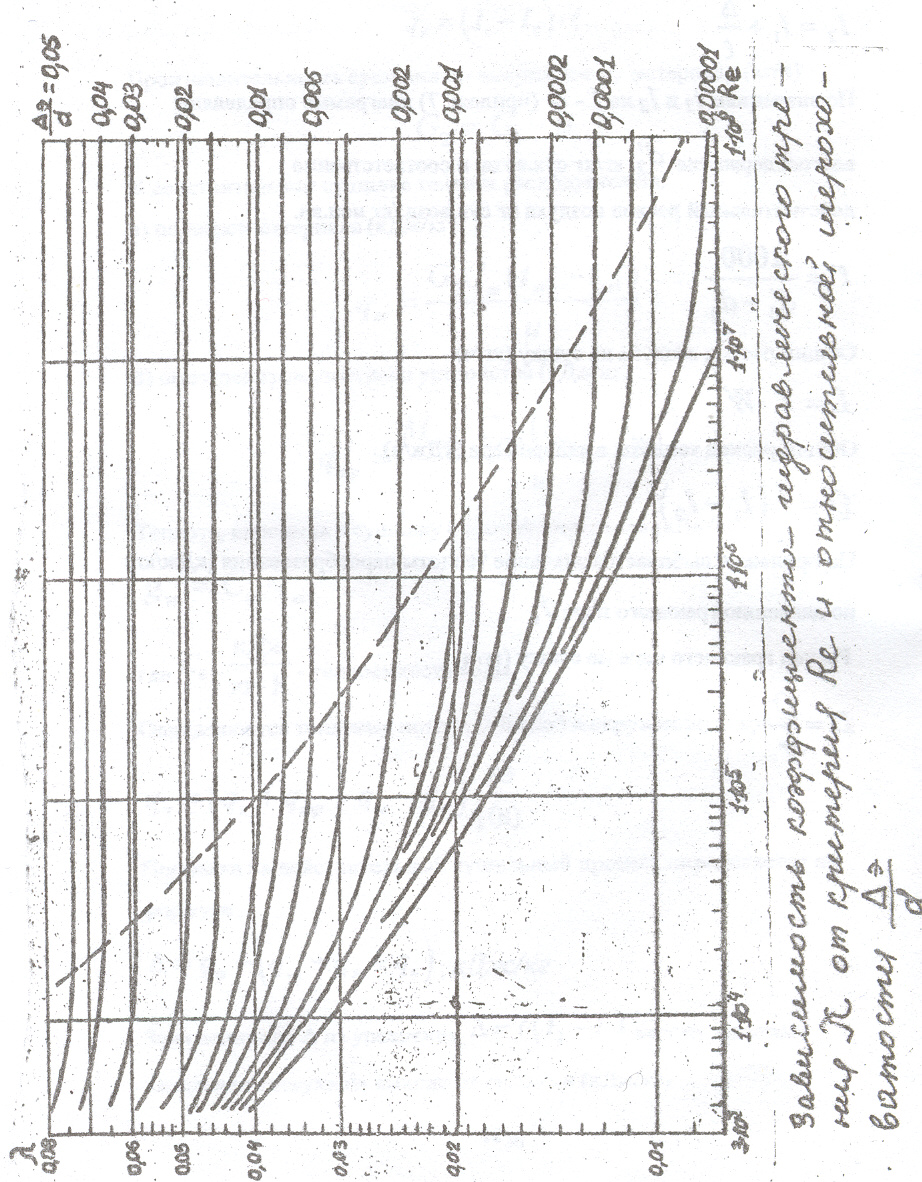 λ
0,08
0,06
0,05
0,04
0,03
0,02
0,01
Δэ/d = 0,05
0,04
0,03
0,02
0,01
0,006
0,002
0,001
0,0002
0,0001
0,00001
3·10³ 1·10⁴ 1·10⁵ 1·10⁶ 1·10⁷ 1·10⁸ Re
Зависимость коэффициента гидравлического тре-
ния λ от критерия Re и относительной шерохо-
ватости Δэ/d